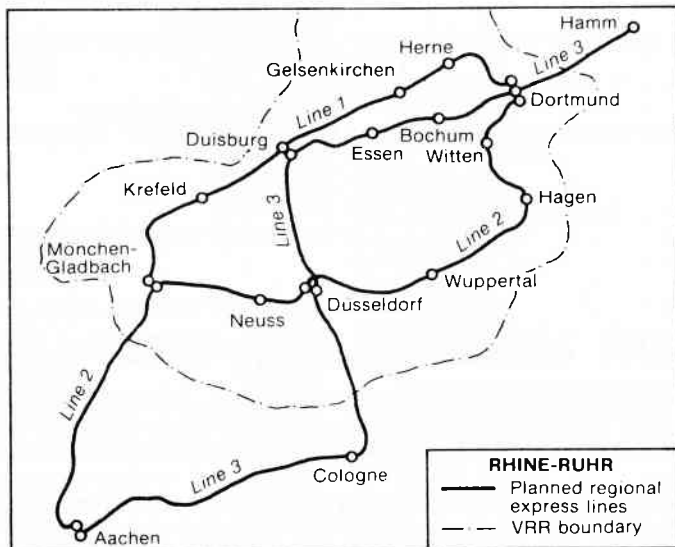 Hamm
Line 3
Herne
Gelsenkirchen
Line 1
Dortmund
Duisburg
Bochum
Essen
Witten
Krefeld
Hagen
Line 3
Line 2
Monchen-
Gladbach
Wuppertal
Dusseldorf
Neuss
Line 2
Line 3
Cologne
Aachen
RHINE-RUHR
Planned regional
express lines
VRR boundary